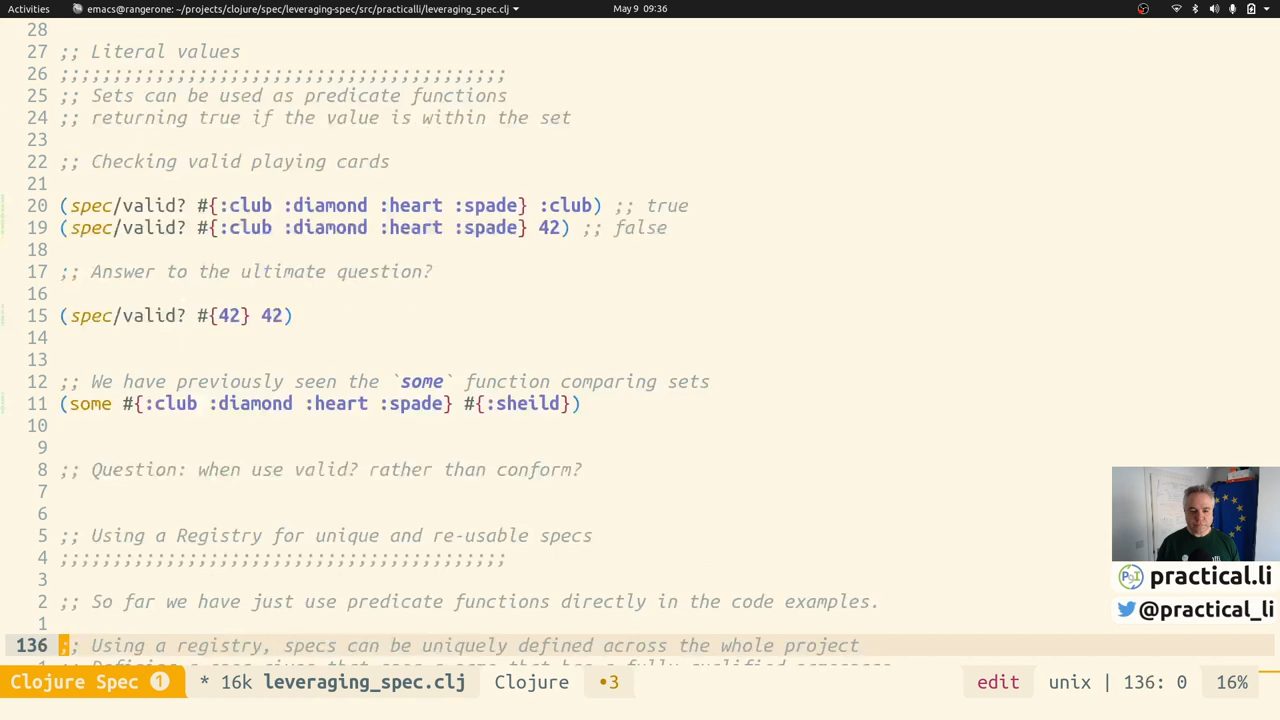 Activities emacs@rangerone: ~/projects/clojure/spec/leveraging-spec/src/practicalli/leveraging_spec.clj May 9 09:36
28
27 ;; Literal values
26 ;;;;;;;;;;;;;;;;;;;;;;;;;;;;;;;;;;;;;;;;;;
25 ;; Sets can be used as predicate functions
24 ;; returning true if the value is within the set
23
22 ;; Checking valid playing cards
21
20 (spec/valid? #{:club :diamond :heart :spade} :club) ;; true
19 (spec/valid? #{:club :diamond :heart :spade} 42) ;; false
18
17 ;; Answer to the ultimate question?
16
15 (spec/valid? #{42} 42)
14
13
12 ;; We have previously seen the `some` function comparing sets
11 (some #{:club :diamond :heart :spade} #{:sheild})
10
9
8 ;; Question: when use valid? rather than conform?
7
6
5 ;; Using a Registry for unique and re-usable specs
4 ;;;;;;;;;;;;;;;;;;;;;;;;;;;;;;;;;;;;;;;;;;
3
2 ;; So far we have just use predicate functions directly in the code examples.
1
136 ;; Using a registry, specs can be uniquely defined across the whole project
practical.li
@practical_li
Clojure Spec 1 * 16k leveraging_spec.clj Clojure •3 edit unix | 136: 0 16%